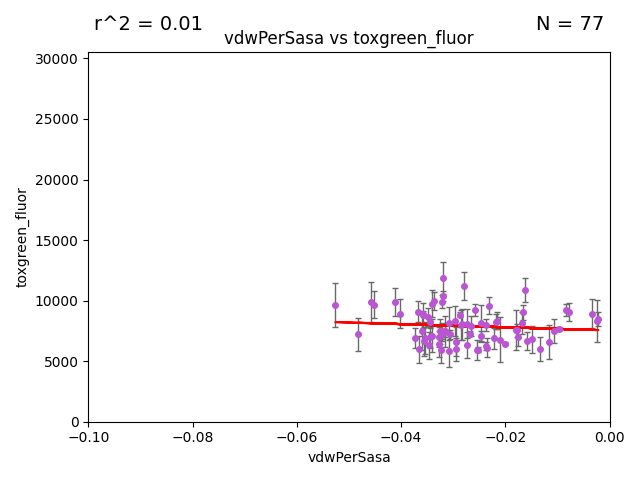 r^2 = 0.01
N = 77
vdwPerSasa vs toxgreen_fluor
30000
25000
20000
15000
10000
5000
0
toxgreen_fluor
−0.10
−0.08
−0.06
−0.04
−0.02
0.00
vdwPerSasa